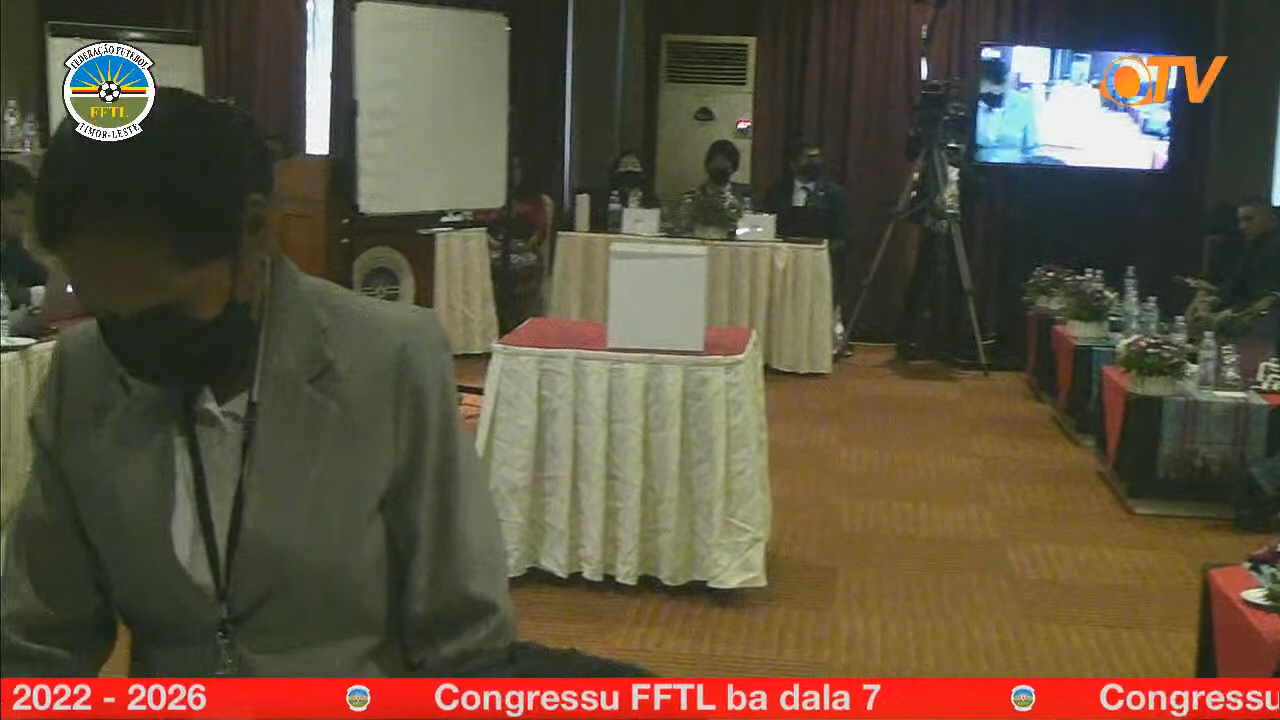 FEDERAÇÃO FUTEBOL
FFTL
TIMOR-LESTE
TV
2022 - 2026 Congressu FFTL ba dala 7 Congressu